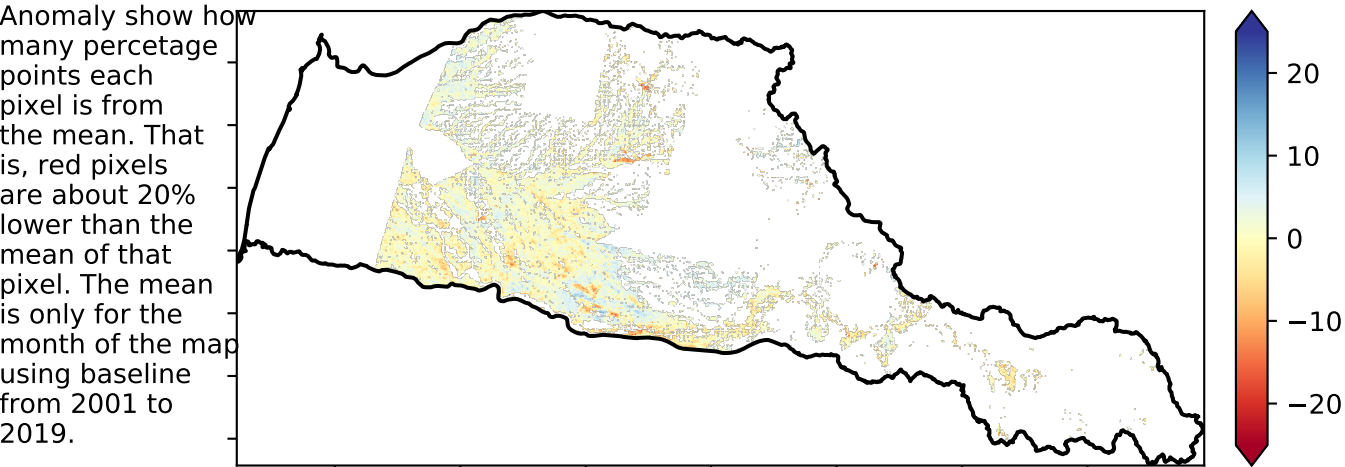 Anomaly show how
many percetage
points each
pixel is from
the mean. That
is, red pixels
are about 20%
lower than the
mean of that
pixel. The mean
is only for the
month of the map
using baseline
from 2001 to
2019.
20
10
0
−10
−20